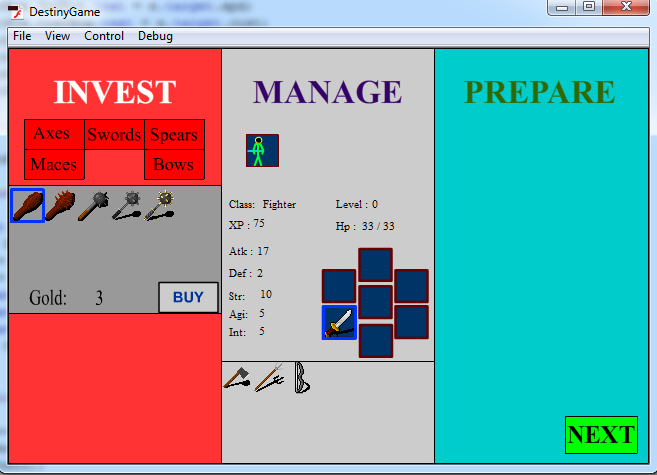 DestinyGame
File View Control Debug
INVEST
Axes Swords Spears
Maces Bows
Gold: 3
BUY
MANAGE
Class: Fighter Level : 0
XP : 75 Hp : 33 / 33
Atk : 17
Def : 2
Str: 10
Agi: 5
Int: 5
PREPARE
NEXT